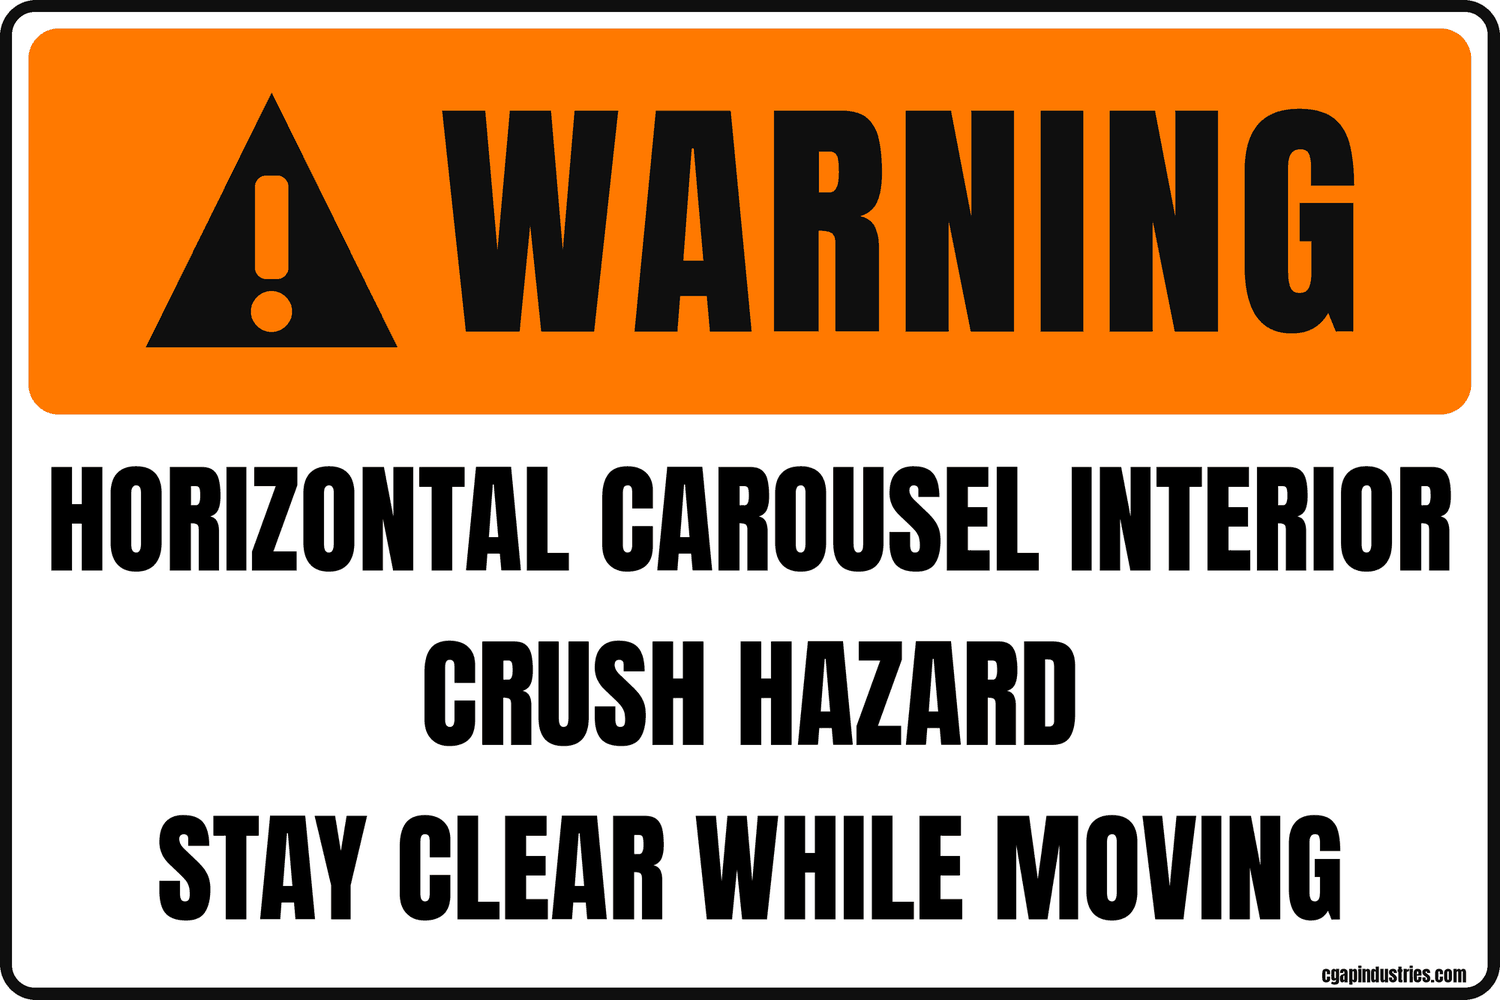 WARNING
HORIZONTAL CAROUSEL INTERIOR
CRUSH HAZARD
STAY CLEAR WHILE MOVING
cgapindustries.com